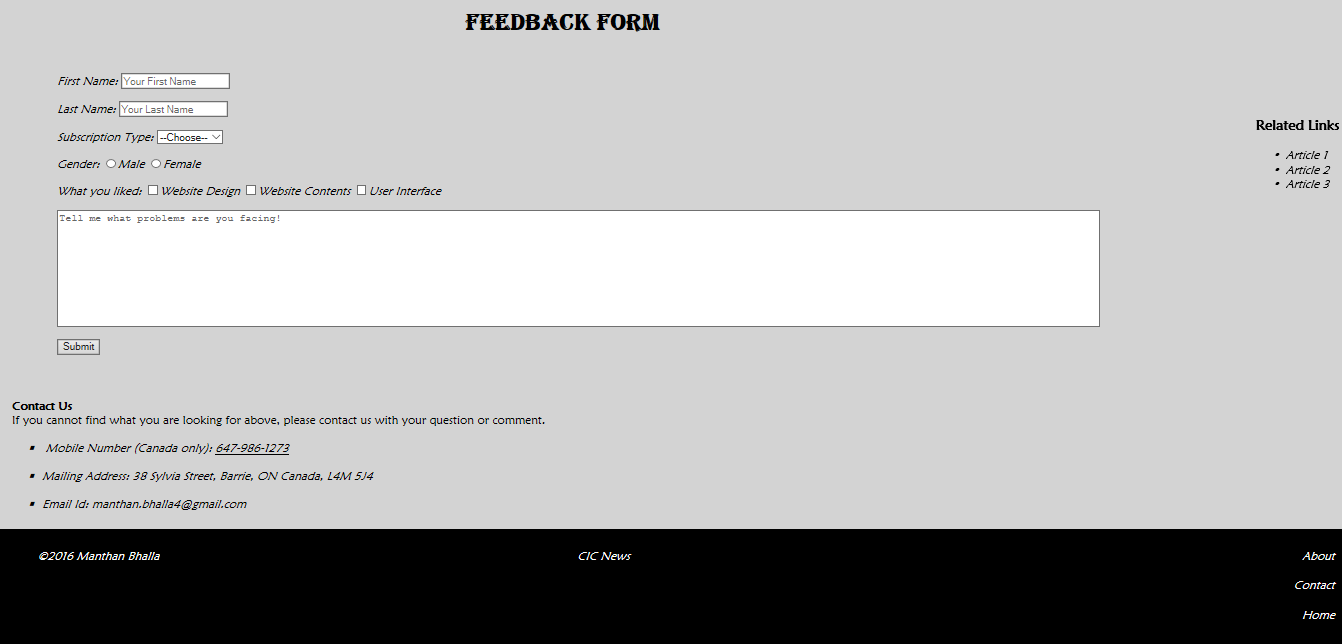 FEEDBACK FORM
First Name: Your First Name
Last Name: Your Last Name
Subscription Type: --Choose--
Gender: Male Female
What you liked: Website Design Website Contents User Interface
Tell me what problems are you facing!
Submit
Related Links
• Article 1
• Article 2
• Article 3
Contact Us
If you cannot find what you are looking for above, please contact us with your question or comment.
▪ Mobile Number (Canada only): 647-986-1273
▪ Mailing Address: 38 Sylvia Street, Barrie, ON Canada, L4M 5J4
▪ Email Id: manthan.bhalla4@gmail.com
©2016 Manthan Bhalla
CIC News
About
Contact
Home